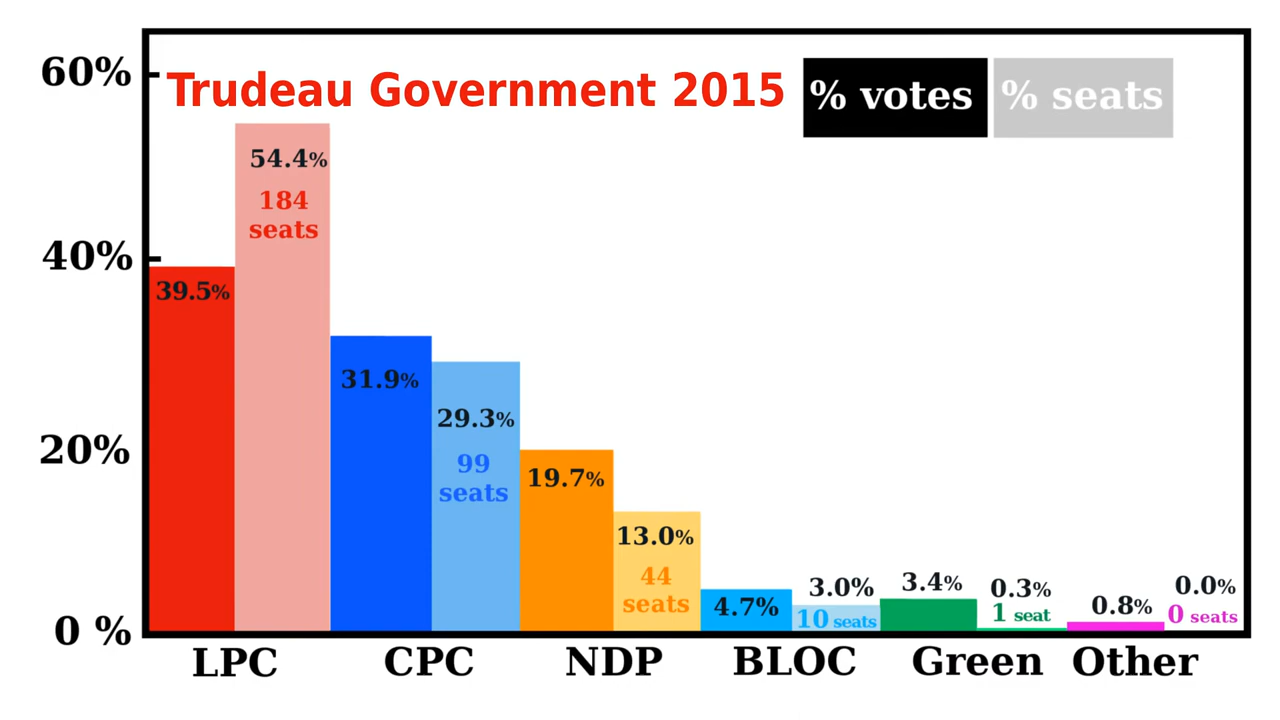 60%
Trudeau Government 2015
% votes
% seats
54.4%
184
seats
40%
39.5%
31.9%
29.3%
99
seats
20%
19.7%
13.0%
44
seats
4.7%
3.0%
10 seats
3.4%
0.3%
1 seat
0.8%
0.0%
0 seats
0 %
LPC
CPC
NDP
BLOC
Green
Other